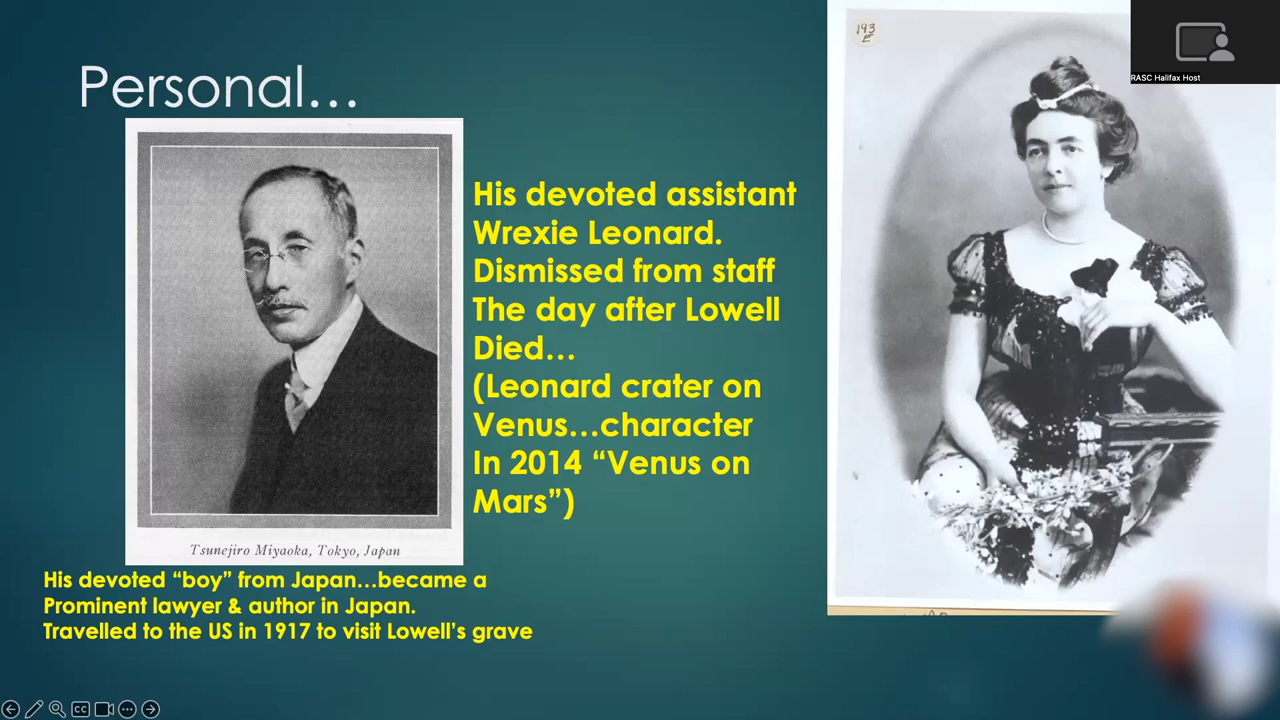 Personal...
193
E
RASC Halifax Host
His devoted assistant
Wrexie Leonard.
Dismissed from staff
The day after Lowell
Died...
(Leonard crater on
Venus...character
In 2014 “Venus on
Mars”)
Tsunejiro Miyaoka, Tokyo, Japan
His devoted “boy” from Japan...became a
Prominent lawyer & author in Japan.
Travelled to the US in 1917 to visit Lowell’s grave
CC